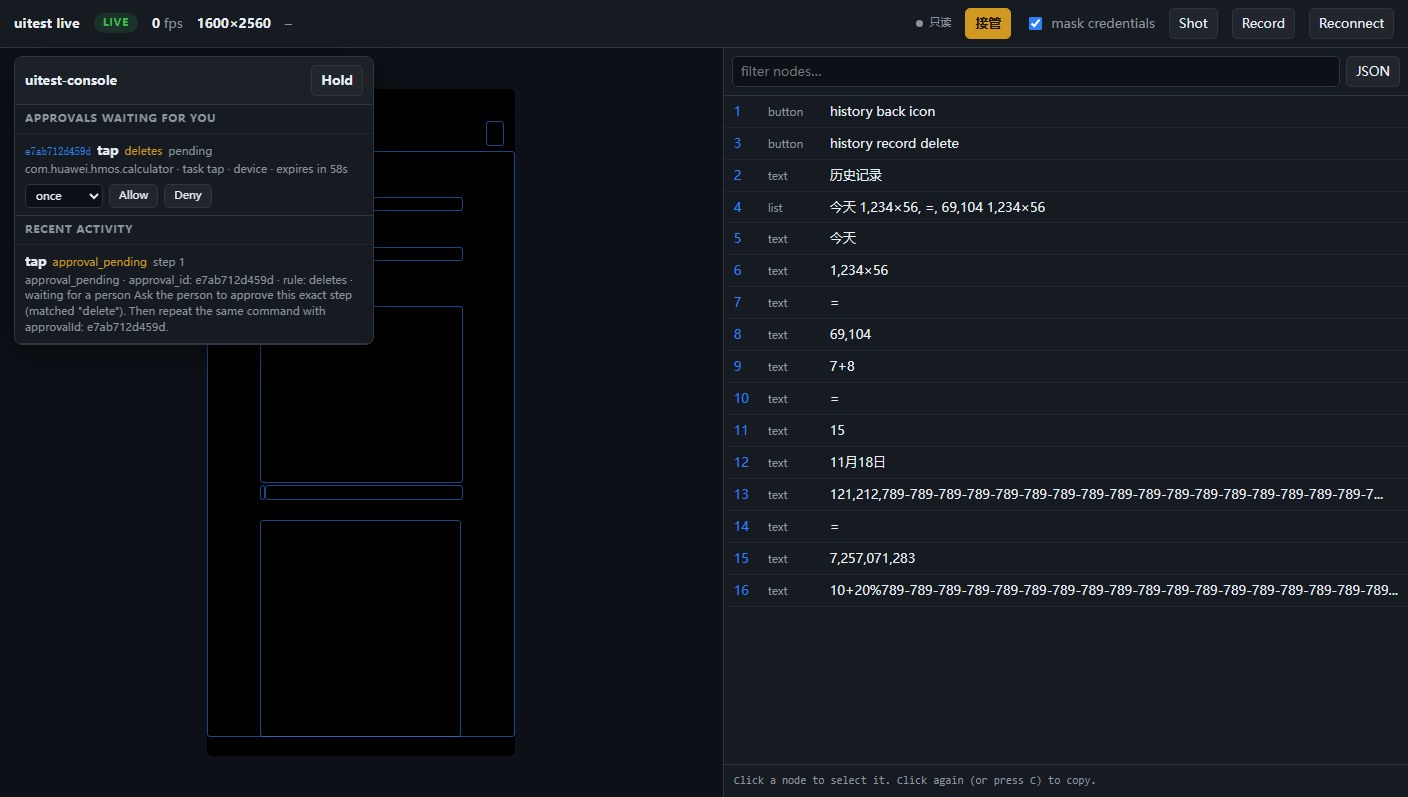 uitest live LIVE 0 fps 1600×2560 –
只读 接管 mask credentials Shot Record Reconnect
uitest-console Hold
APPROVALS WAITING FOR YOU
e7ab712d459d tap deletes pending
com.huawei.hmos.calculator · task tap · device · expires in 58s
once Allow Deny
RECENT ACTIVITY
tap approval_pending step 1
approval_pending · approval_id: e7ab712d459d · rule: deletes ·
waiting for a person Ask the person to approve this exact step
(matched "delete"). Then repeat the same command with
approvalId: e7ab712d459d.
filter nodes... JSON
1 button history back icon
3 button history record delete
2 text 历史记录
4 list 今天 1,234×56, =, 69,104 1,234×56
5 text 今天
6 text 1,234×56
7 text =
8 text 69,104
9 text 7+8
10 text =
11 text 15
12 text 11月18日
13 text 121,212,789-789-789-789-789-789-789-789-789-789-789-789-789-789-789-789-789-789-7...
14 text =
15 text 7,257,071,283
16 text 10+20%789-789-789-789-789-789-789-789-789-789-789-789-789-789-789-789-789-789...
Click a node to select it. Click again (or press C) to copy.